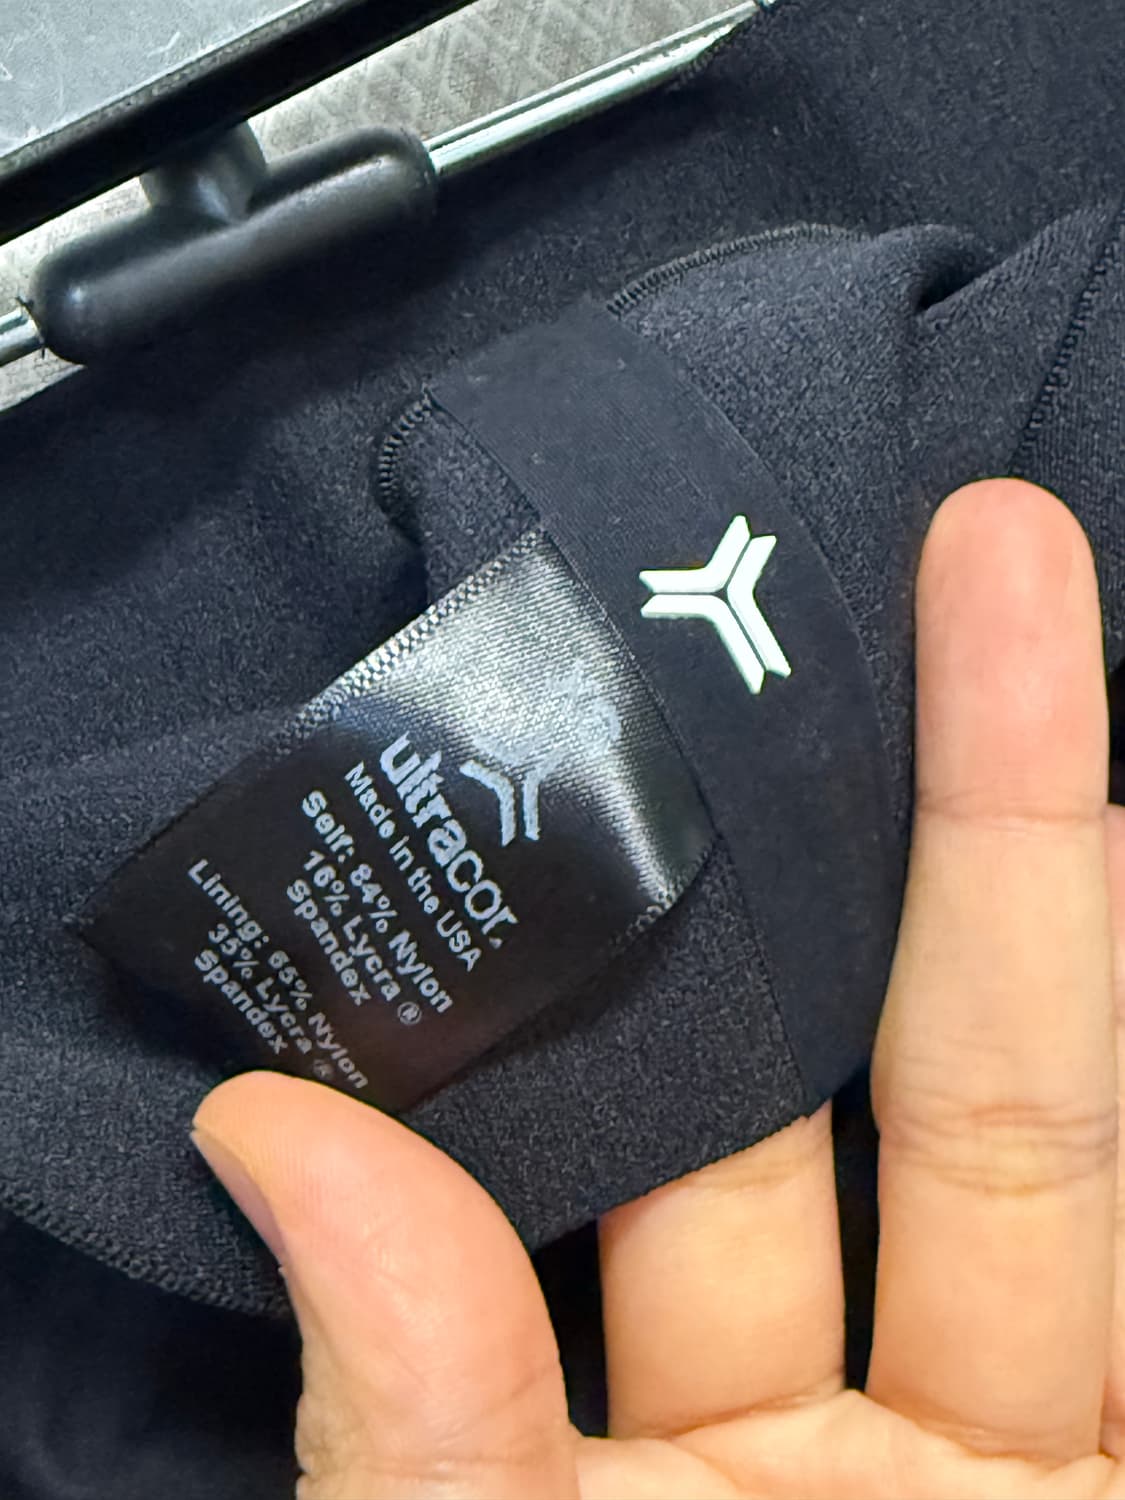 ultracor.
Made in the USA
Self: 84% Nylon
16% Lycra ®
Spandex
Lining: 65% Nylon
35% Lycra ®
Spandex